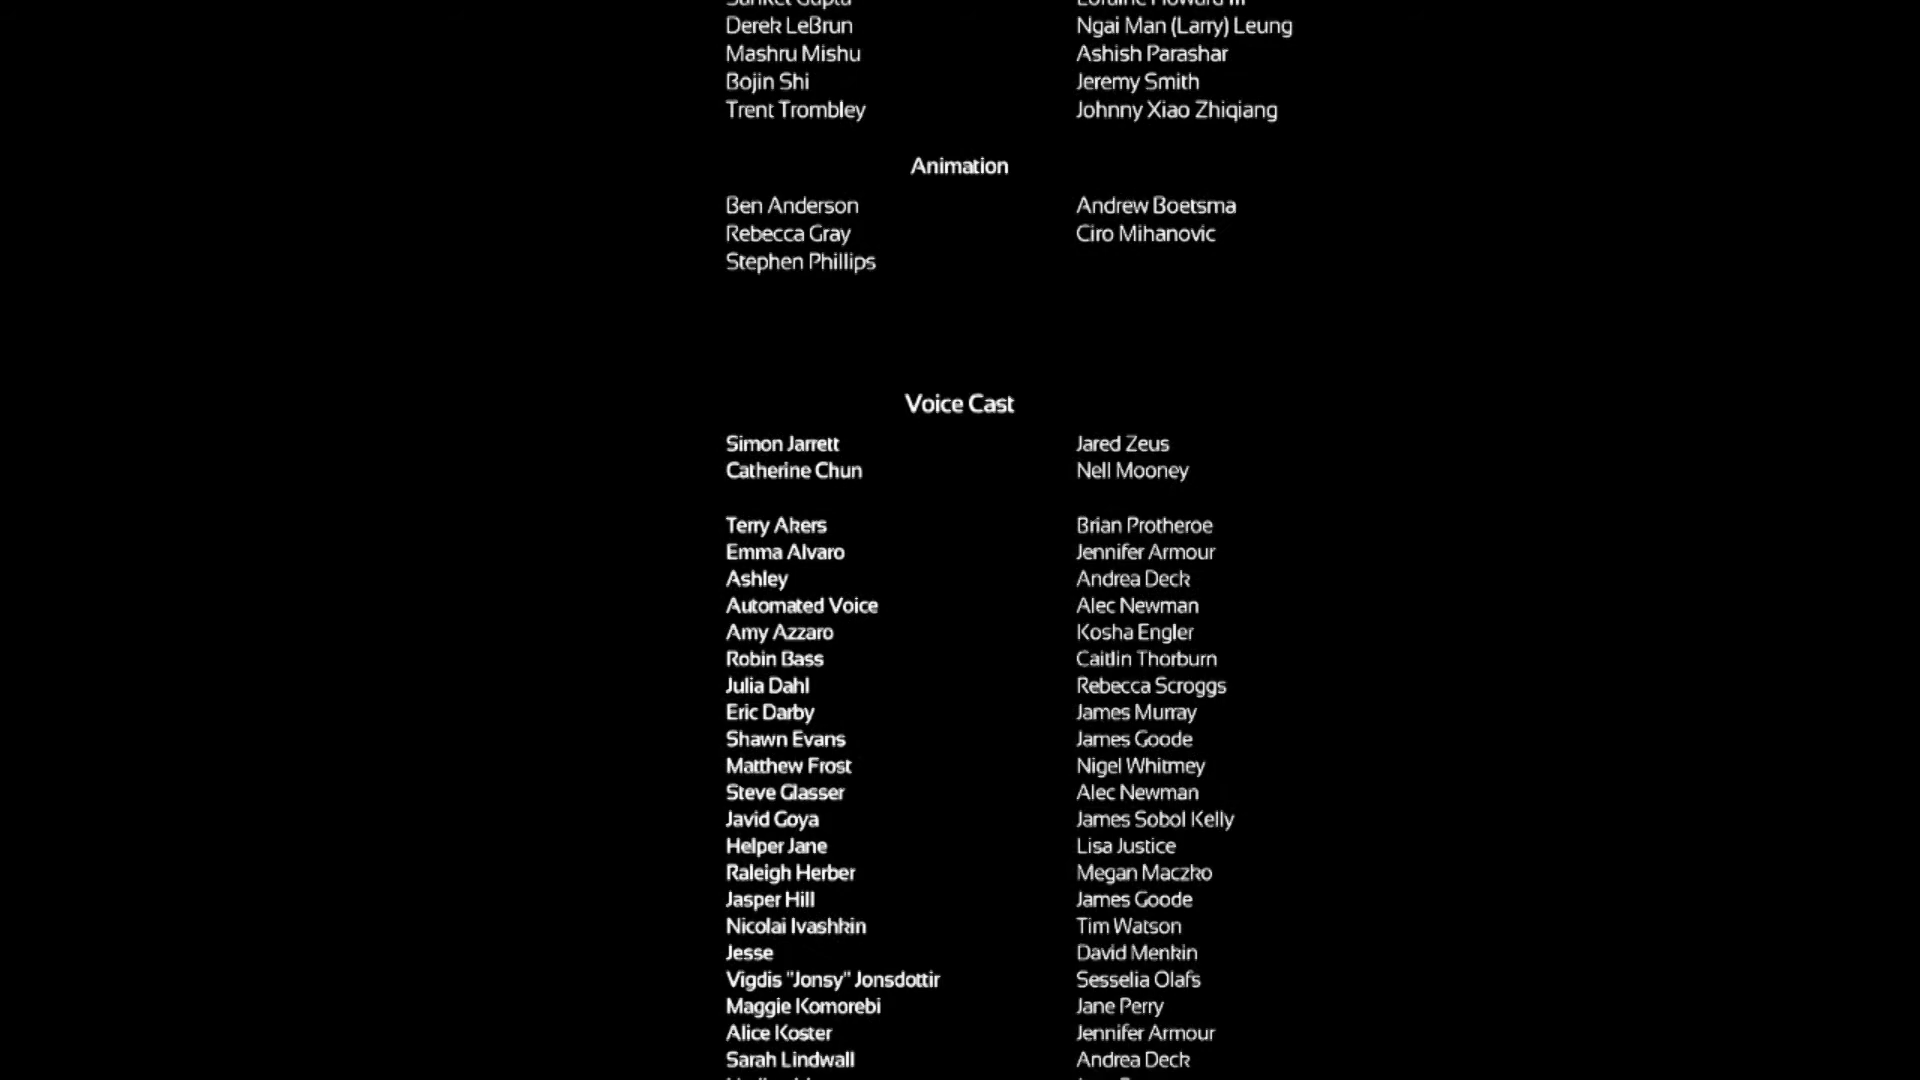 Sanket Gupta Loraine Howard III
Derek LeBrun Ngai Man (Larry) Leung
Mashru Mishu Ashish Parashar
Bojin Shi Jeremy Smith
Trent Trombley Johnny Xiao Zhiqiang
Animation
Ben Anderson Andrew Boetsma
Rebecca Gray Ciro Mihanovic
Stephen Phillips
Voice Cast
Simon Jarrett Jared Zeus
Catherine Chun Nell Mooney
Terry Akers Brian Protheroe
Emma Alvaro Jennifer Armour
Ashley Andrea Deck
Automated Voice Alec Newman
Amy Azzaro Kosha Engler
Robin Bass Caitlin Thorburn
Julia Dahl Rebecca Scroggs
Eric Darby James Murray
Shawn Evans James Goode
Matthew Frost Nigel Whitmey
Steve Glasser Alec Newman
Javid Goya James Sobol Kelly
Helper Jane Lisa Justice
Raleigh Herber Megan Maczko
Jasper Hill James Goode
Nicolai Ivashkin Tim Watson
Jesse David Menkin
Vigdis "Jonsy" Jonsdottir Sesselia Olafs
Maggie Komorebi Jane Perry
Alice Koster Jennifer Armour
Sarah Lindwall Andrea Deck